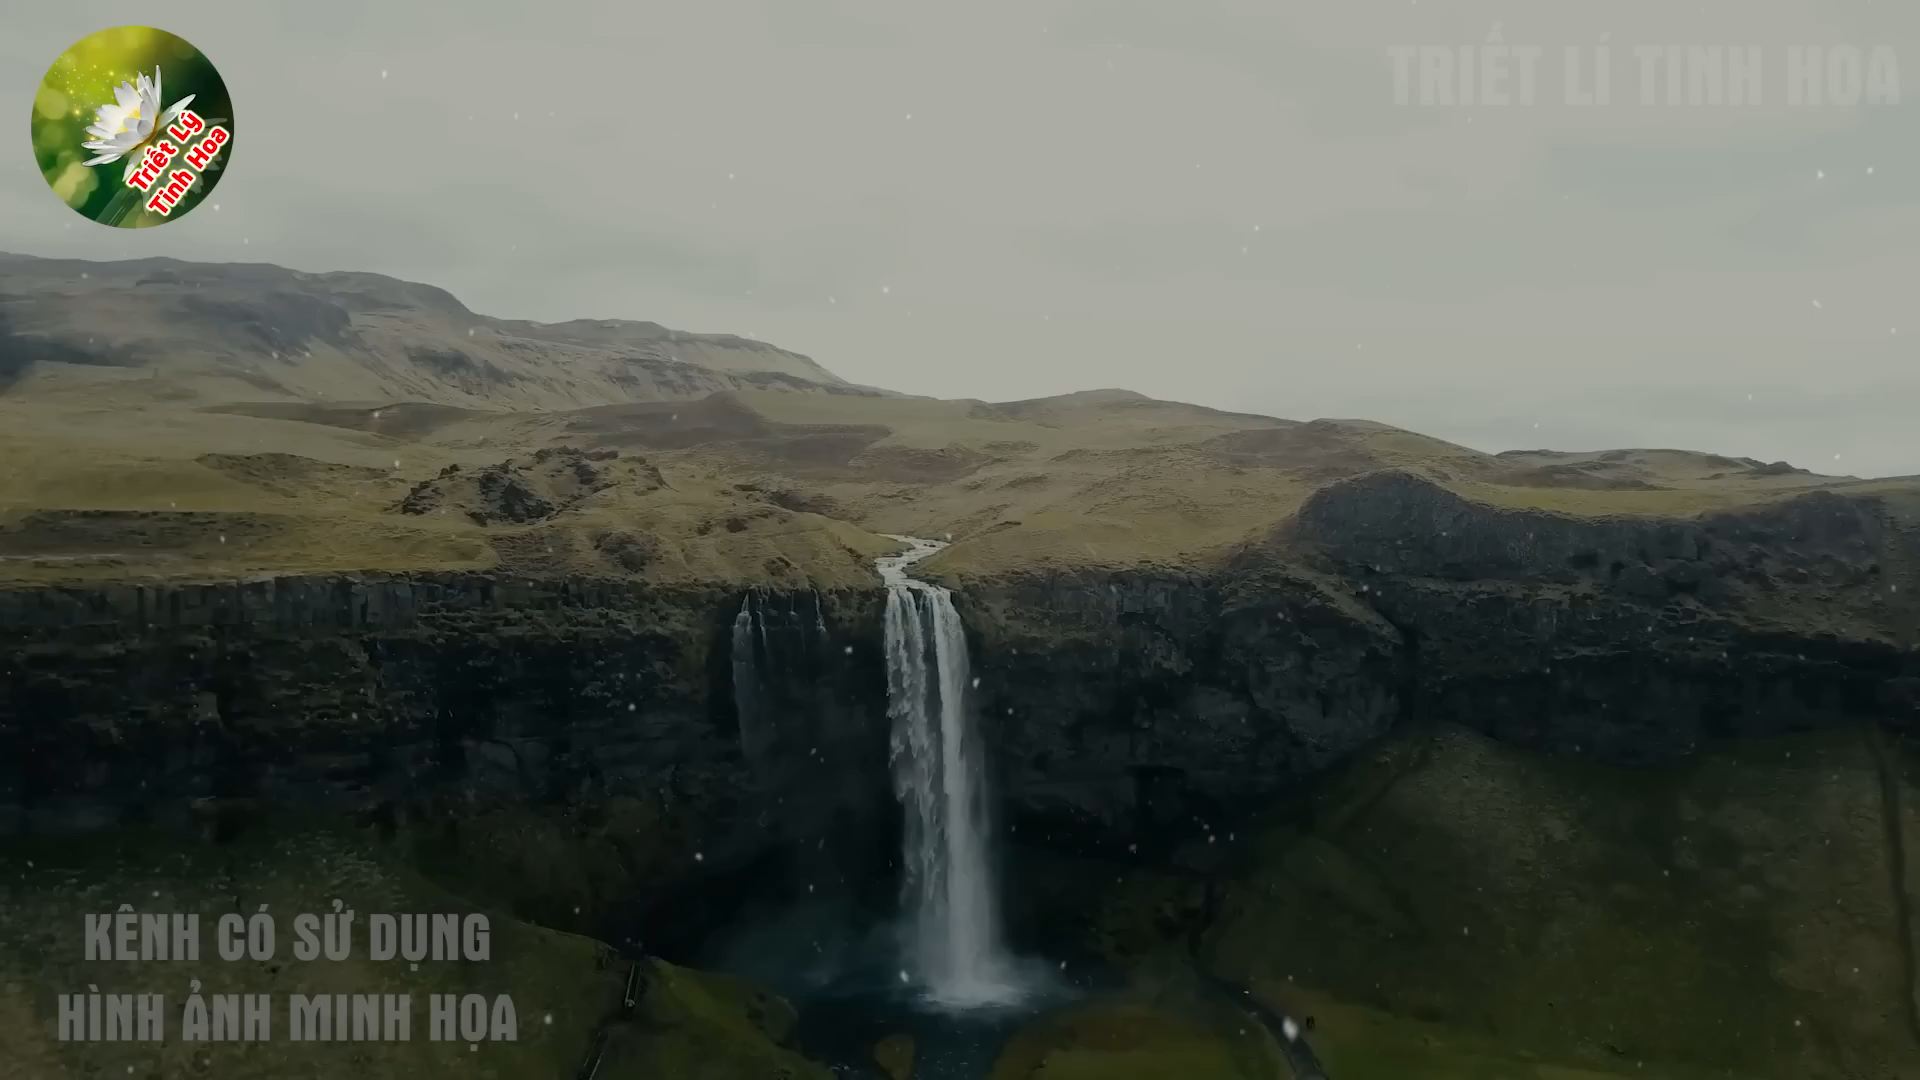 Triết Lý
Tinh Hoa
TRIẾT LÍ TINH HOA
KÊNH CÓ SỬ DỤNG
HÌNH ẢNH MINH HỌA